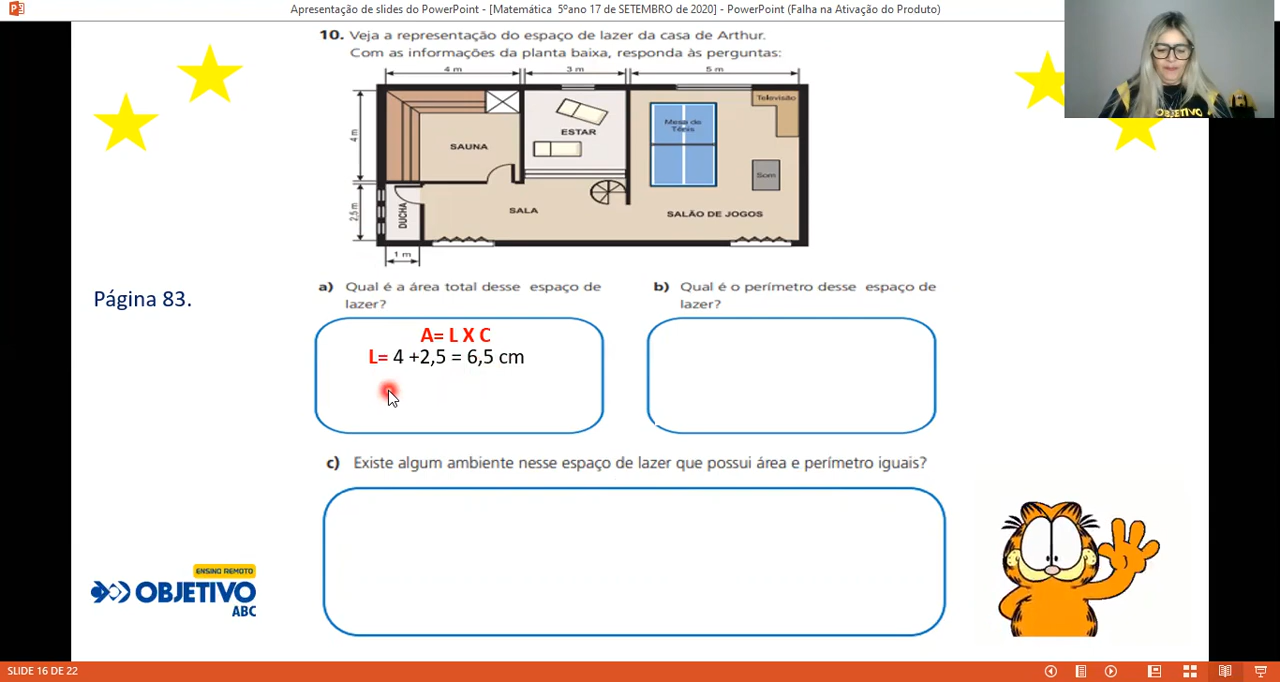 Apresentação de slides do PowerPoint - [Matemática 5ºano 17 de SETEMBRO de 2020] - PowerPoint (Falha na Ativação do Produto)
10. Veja a representação do espaço de lazer da casa de Arthur.
Com as informações da planta baixa, responda às perguntas:
4 m
3 m
5 m
Televisão
Mesa de
Tênis
ESTAR
4 m
SAUNA
Som
2,5 m
DUCHA
SALA
SALÃO DE JOGOS
1 m
OBJETIVO
Página 83.
a) Qual é a área total desse espaço de
lazer?
b) Qual é o perímetro desse espaço de
lazer?
A= L X C
L= 4 +2,5 = 6,5 cm
c) Existe algum ambiente nesse espaço de lazer que possui área e perímetro iguais?
ENSINO REMOTO
OBJETIVO
ABC
SLIDE 16 DE 22